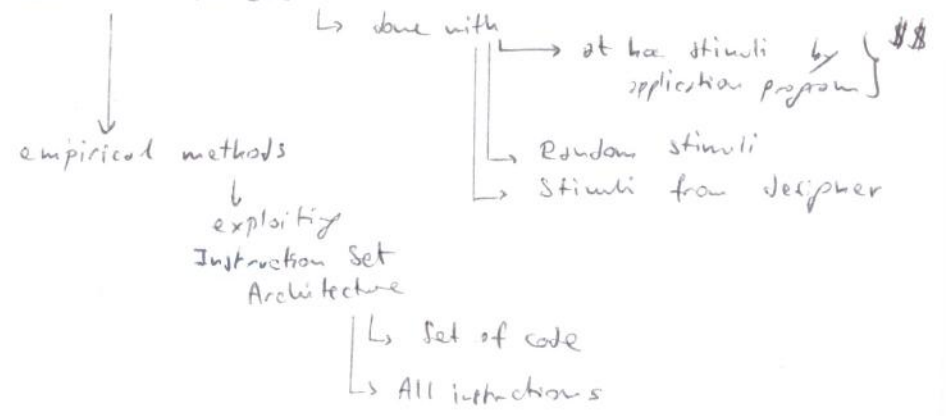 ↳ done with
→ at hoc stimuli by } $$
application program
empirical methods
→ Random stimuli
→ Stimuli from designer
↓
exploiting
Instruction Set
Architecture
↳ Set of code
↳ All instructions